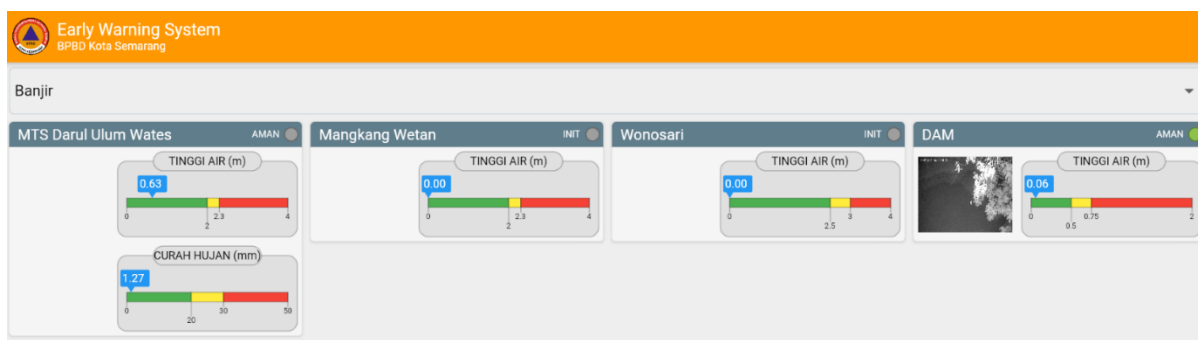 Early Warning System
BPBD Kota Semarang
Banjir
MTS Darul Ulum Wates AMAN
TINGGI AIR (m)
0.63
0 2.3 4
2
CURAH HUJAN (mm)
1.27
0 30 50
20
Mangkang Wetan INIT
TINGGI AIR (m)
0.00
0 2.3 4
2
Wonosari INIT
TINGGI AIR (m)
0.00
0 3 4
2.5
DAM AMAN
TINGGI AIR (m)
0.06
0 0.75 2
0.5